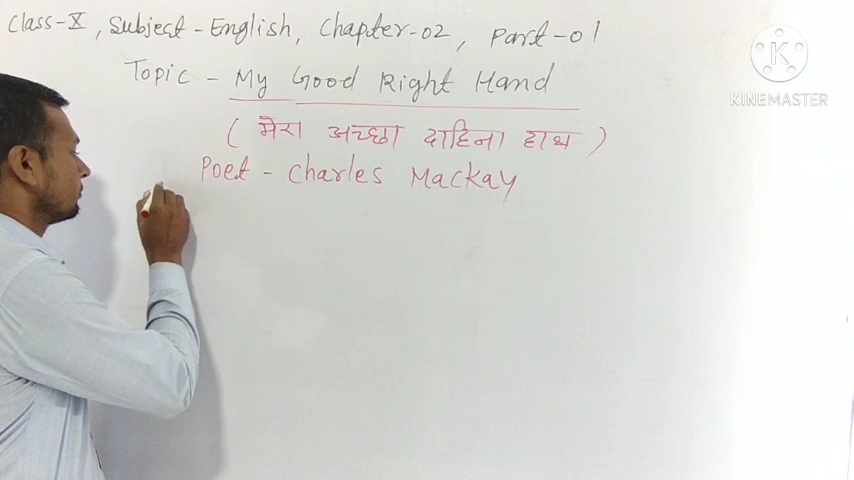 Class-X, Subject-English, Chapter-02, Part-01
Topic - My Good Right Hand
(मेरा अच्छा दाहिना हाथ)
Poet - Charles Mackay
K
KINEMASTER